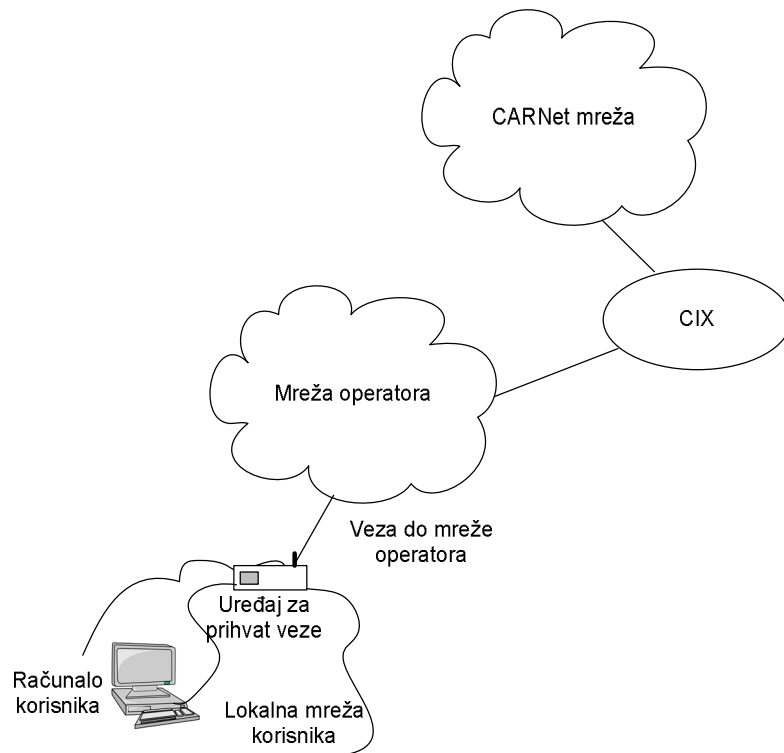 CARNet mreža
CIX
Mreža operatora
Veza do mreže
operatora
Uređaj za
prihvat veze
Računalo
korisnika
Lokalna mreža
korisnika